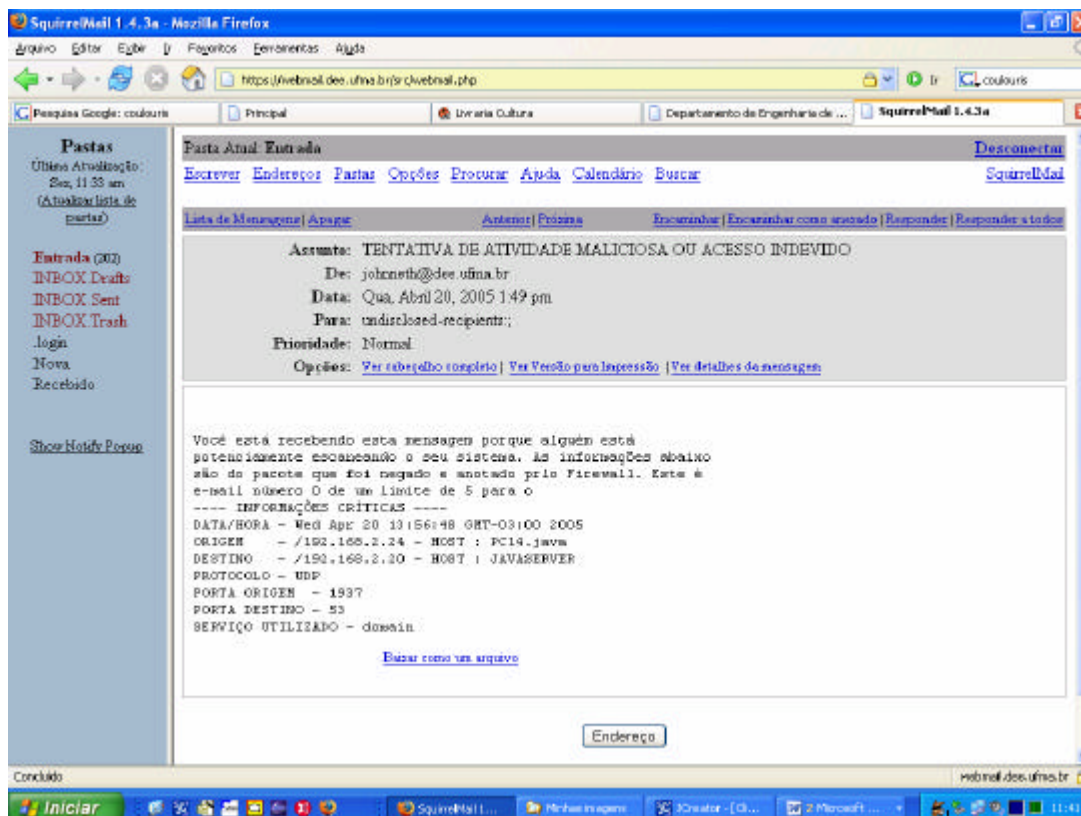 SquirrelMail 1.4.3a - Mozilla Firefox
Arquivo Editar Exibir Ir Favoritos Ferramentas Ajuda
https://webmail.dee.ufma.br/src/webmail.php Ir coulouris
Pesquisa Google: coulouris Principal Livraria Cultura Departamento de Engenharia de ... SquirrelMail 1.4.3a
Pastas
Última Atualização:
Sex, 11:33 am
(Atualizar lista de
pastas)
Entrada (202)
INBOX.Drafts
INBOX.Sent
INBOX.Trash
.login
Nova
Recebido
Show Notify Popup
Pasta Atual: Entrada Desconectar
Escrever Endereços Pastas Opções Procurar Ajuda Calendário Buscar SquirrelMail
Lista de Mensagens | Apagar Anterior | Próxima Encaminhar | Encaminhar como anexado | Responder | Responder a todos
Assunto: TENTATIVA DE ATIVIDADE MALICIOSA OU ACESSO INDEVIDO
De: johnneth@dee.ufma.br
Data: Qua, Abril 20, 2005 1:49 pm
Para: undisclosed-recipients:;
Prioridade: Normal
Opções: Ver cabeçalho completo | Ver Versão para Impressão | Ver detalhes da mensagem
Você está recebendo esta mensagem porque alguém está
potenciamente escaneando o seu sistema. As informações abaixo
são do pacote que foi negado e anotado prlo Firewall. Este é
e-mail número 0 de um Limite de 5 para o
---- INFORMAÇÕES CRÍTICAS ----
DATA/HORA - Wed Apr 20 13:56:48 GMT-03:00 2005
ORIGEM - /192.168.2.24 - HOST : PC14.java
DESTINO - /192.168.2.20 - HOST : JAVASERVER
PROTOCOLO - UDP
PORTA ORIGEM - 1937
PORTA DESTINO - 53
SERVIÇO UTILIZADO - domain
Baixar como um arquivo
Endereço
Concluído webmail.dee.ufma.br
Iniciar SquirrelMail 1.... Minhas imagens JCreator - [Cl... 2 Microsoft ... 11:41